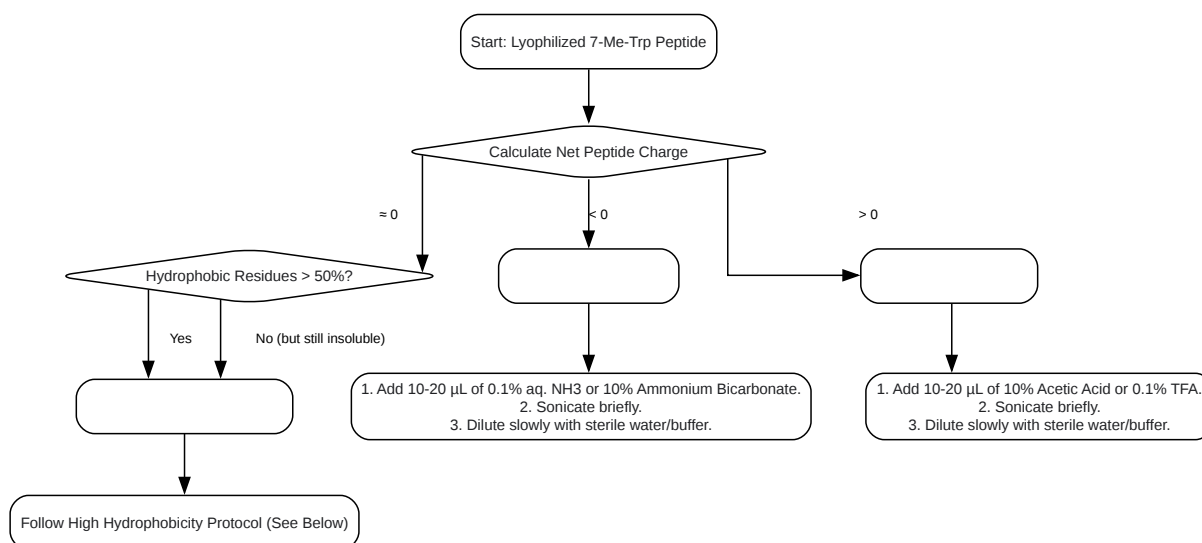 Start: Lyophilized 7-Me-Trp Peptide
Calculate Net Peptide Charge
≈ 0
< 0
> 0
Hydrophobic Residues > 50%?
Yes
No (but still insoluble)
1. Add 10-20 µL of 0.1% aq. NH3 or 10% Ammonium Bicarbonate.
2. Sonicate briefly.
3. Dilute slowly with sterile water/buffer.
1. Add 10-20 µL of 10% Acetic Acid or 0.1% TFA.
2. Sonicate briefly.
3. Dilute slowly with sterile water/buffer.
Follow High Hydrophobicity Protocol (See Below)